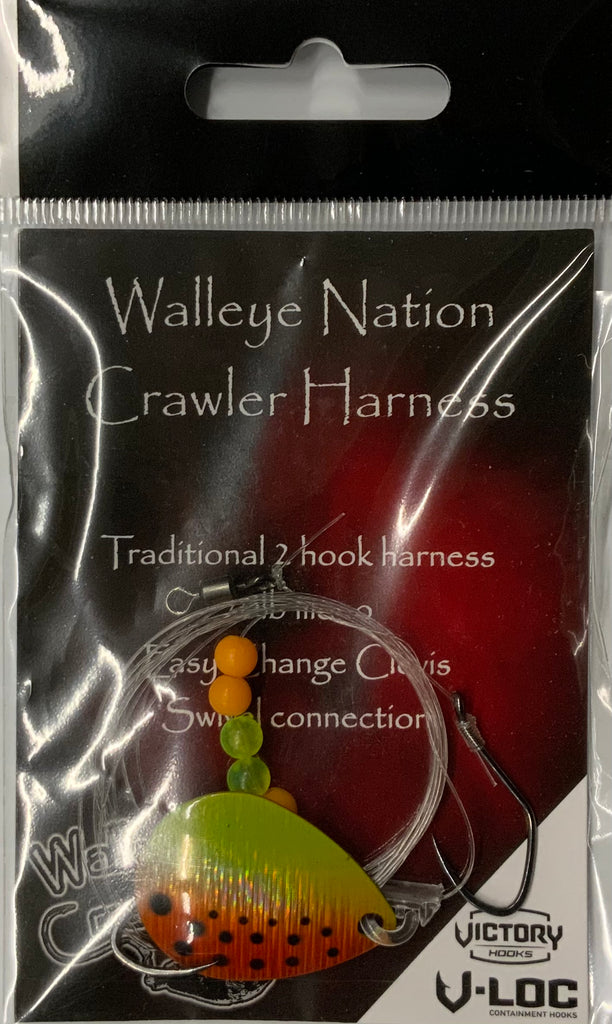 Walleye Nation
Crawler Harness
Traditional 2 hook harness
Easy Change Clevis
Swivel connection
VICTORY
HOOKS
V-LOC
CONTAINMENT HOOKS